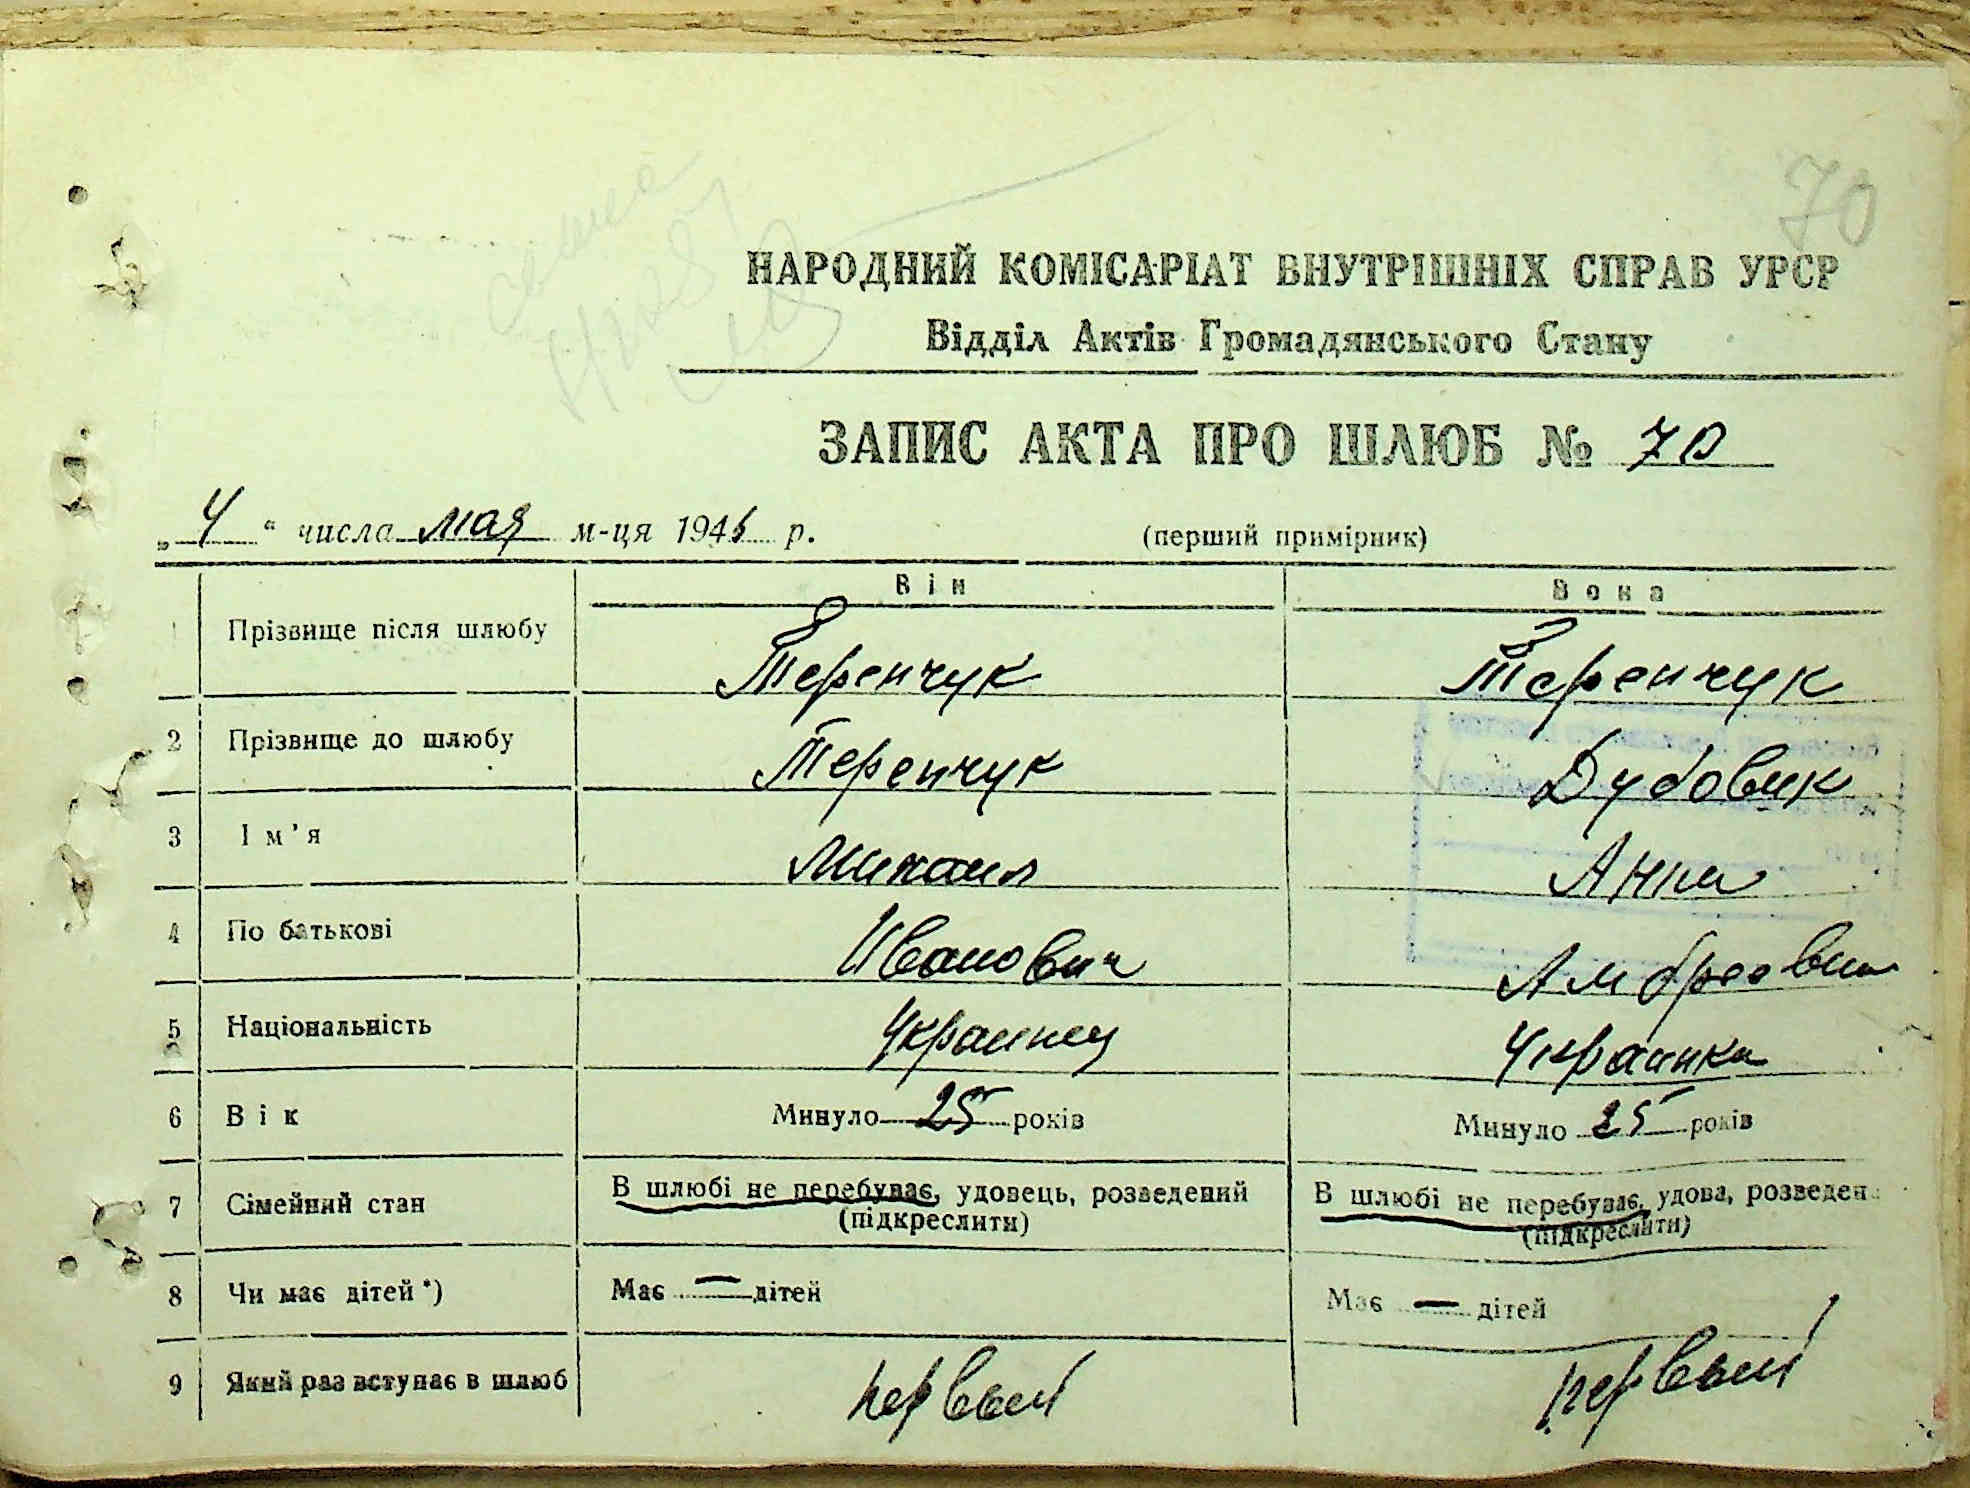 70
НАРОДНИЙ КОМІСАРІАТ ВНУТРІШНІХ СПРАВ УРСР
Відділ Актів Громадянського Стану
ЗАПИС АКТА ПРО ШЛЮБ № 70
„4“ числа мая м-ця 1945 р. (перший примірник)
Він Вона
1 Прізвище після шлюбу Теренчук Теренчук
2 Прізвище до шлюбу Теренчук Дубовик
3 Ім'я Михаил Анна
4 По батькові Иванович
5 Національність Украинец Украинка
6 Вік Минуло 25 років Минуло 25 років
7 Сімейний стан В шлюбі не перебуває, удовець, розведений В шлюбі не перебуває, удова, розведена
(підкреслити) (підкреслити)
8 Чи має дітей *) Має — дітей Має — дітей
9 Який раз вступає в шлюб первый первый